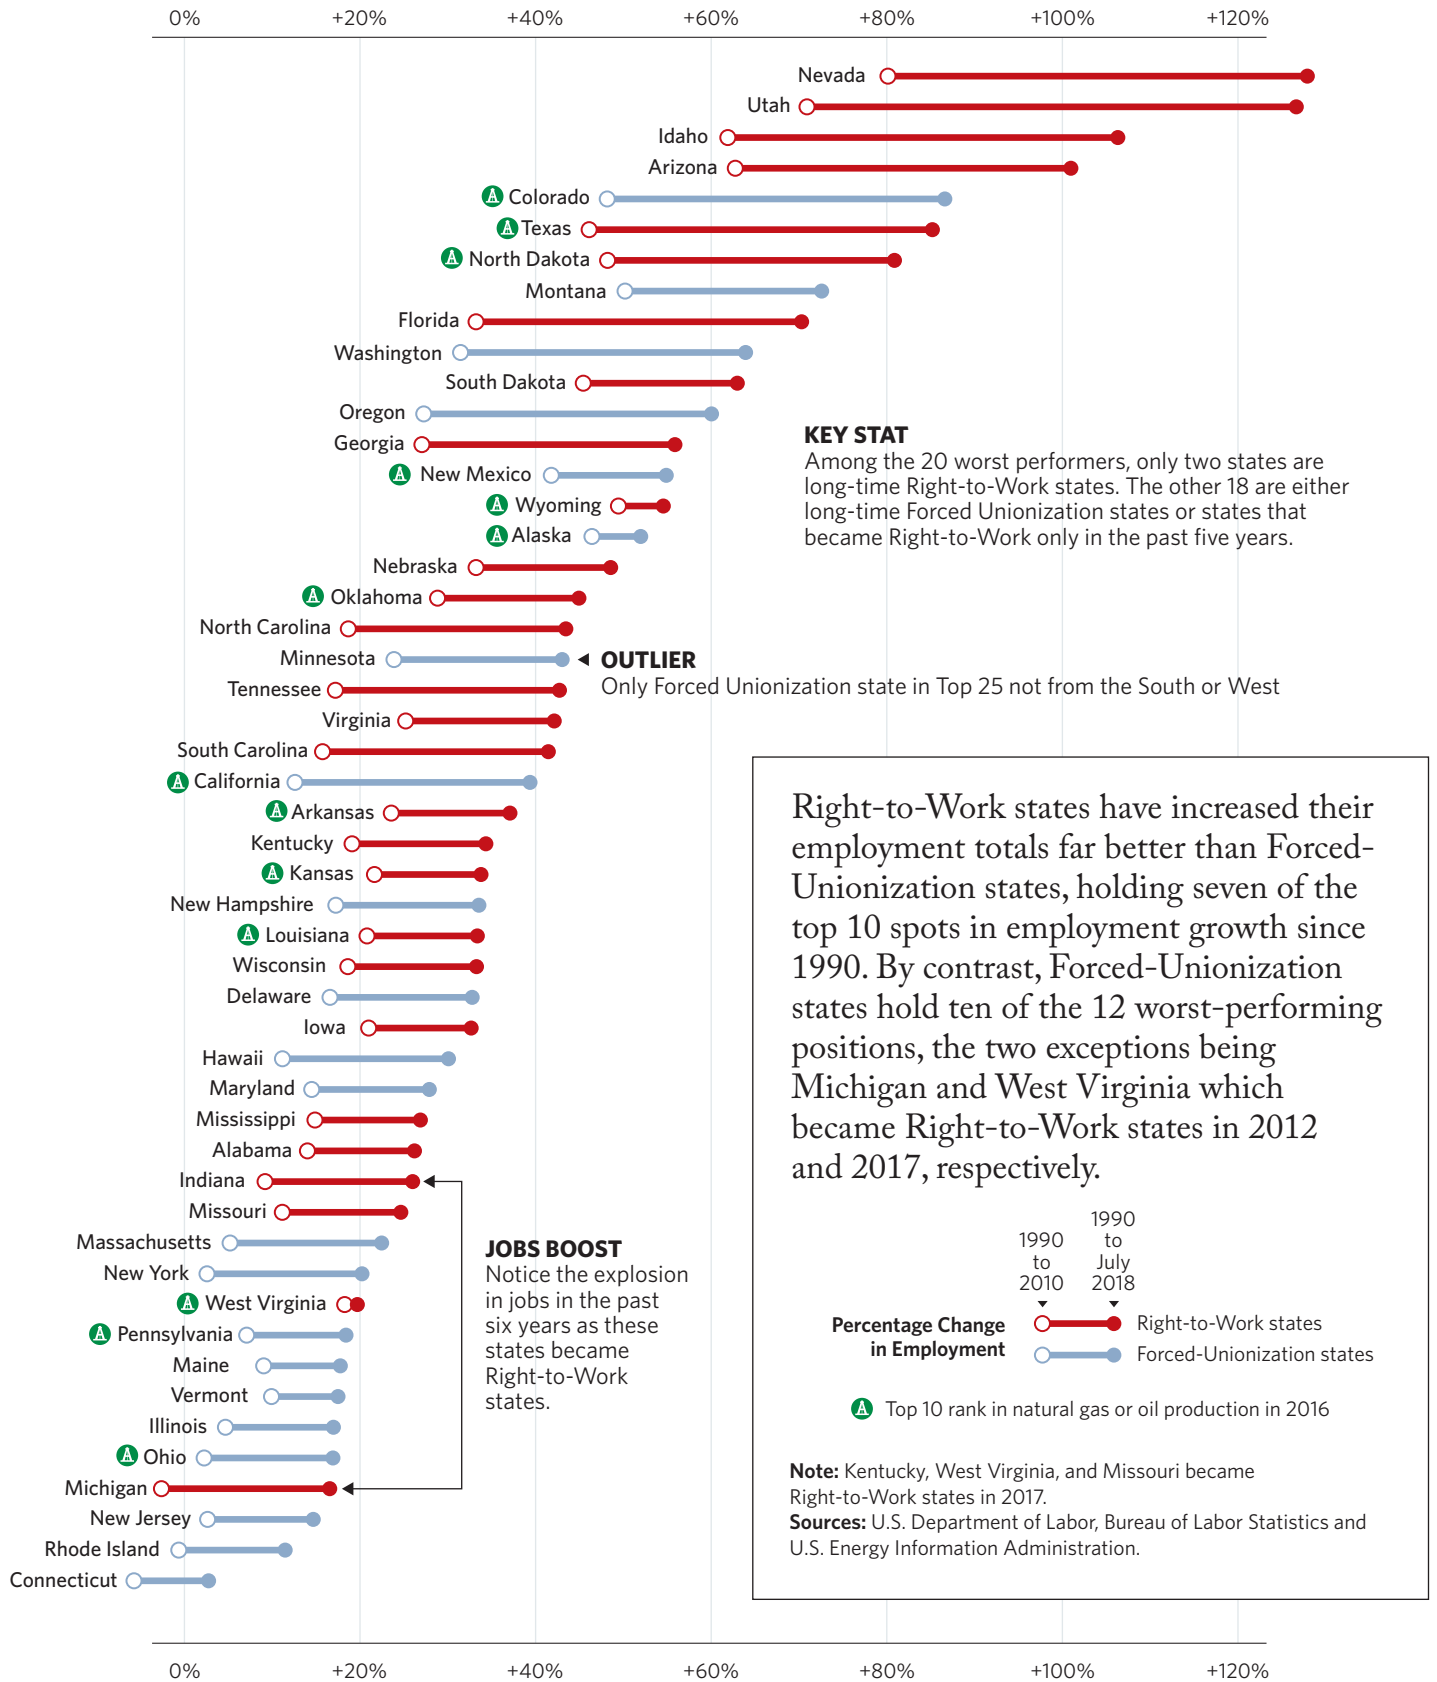 0% +20% +40% +60% +80% +100% +120%
Nevada
Utah
Idaho
Arizona
Colorado
Texas
North Dakota
Montana
Florida
Washington
South Dakota
Oregon
Georgia
New Mexico
Wyoming
Alaska
Nebraska
Oklahoma
North Carolina
Minnesota
Tennessee
Virginia
South Carolina
California
Arkansas
Kentucky
Kansas
New Hampshire
Louisiana
Wisconsin
Delaware
Iowa
Hawaii
Maryland
Mississippi
Alabama
Indiana
Missouri
Massachusetts
New York
West Virginia
Pennsylvania
Maine
Vermont
Illinois
Ohio
Michigan
New Jersey
Rhode Island
Connecticut
KEY STAT
Among the 20 worst performers, only two states are
long-time Right-to-Work states. The other 18 are either
long-time Forced Unionization states or states that
became Right-to-Work only in the past five years.
OUTLIER
Only Forced Unionization state in Top 25 not from the South or West
JOBS BOOST
Notice the explosion
in jobs in the past
six years as these
states became
Right-to-Work
states.
Right-to-Work states have increased their
employment totals far better than Forced-
Unionization states, holding seven of the
top 10 spots in employment growth since
1990. By contrast, Forced-Unionization
states hold ten of the 12 worst-performing
positions, the two exceptions being
Michigan and West Virginia which
became Right-to-Work states in 2012
and 2017, respectively.
1990
to
2010
1990
to
July
2018
Percentage Change
in Employment
Right-to-Work states
Forced-Unionization states
Top 10 rank in natural gas or oil production in 2016
Note: Kentucky, West Virginia, and Missouri became
Right-to-Work states in 2017.
Sources: U.S. Department of Labor, Bureau of Labor Statistics and
U.S. Energy Information Administration.
0% +20% +40% +60% +80% +100% +120%